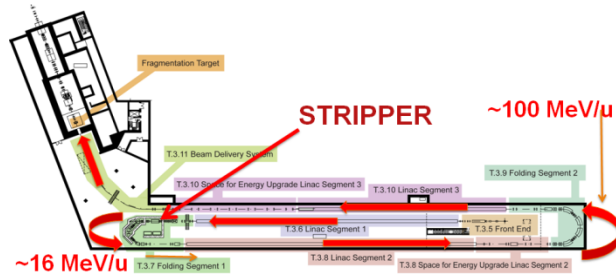 Fragmentation Target
STRIPPER
~100 MeV/u
T.3.11 Beam Delivery System
T.3.9 Folding Segment 2
T.3.10 Space for Energy Upgrade Linac Segment 3
T.3.10 Linac Segment 3
T.3.6 Linac Segment 1
T.3.5 Front End
~16 MeV/u
T.3.7 Folding Segment 1
T.3.8 Linac Segment 2
T.3.8 Space for Energy Upgrade Linac Segment 2